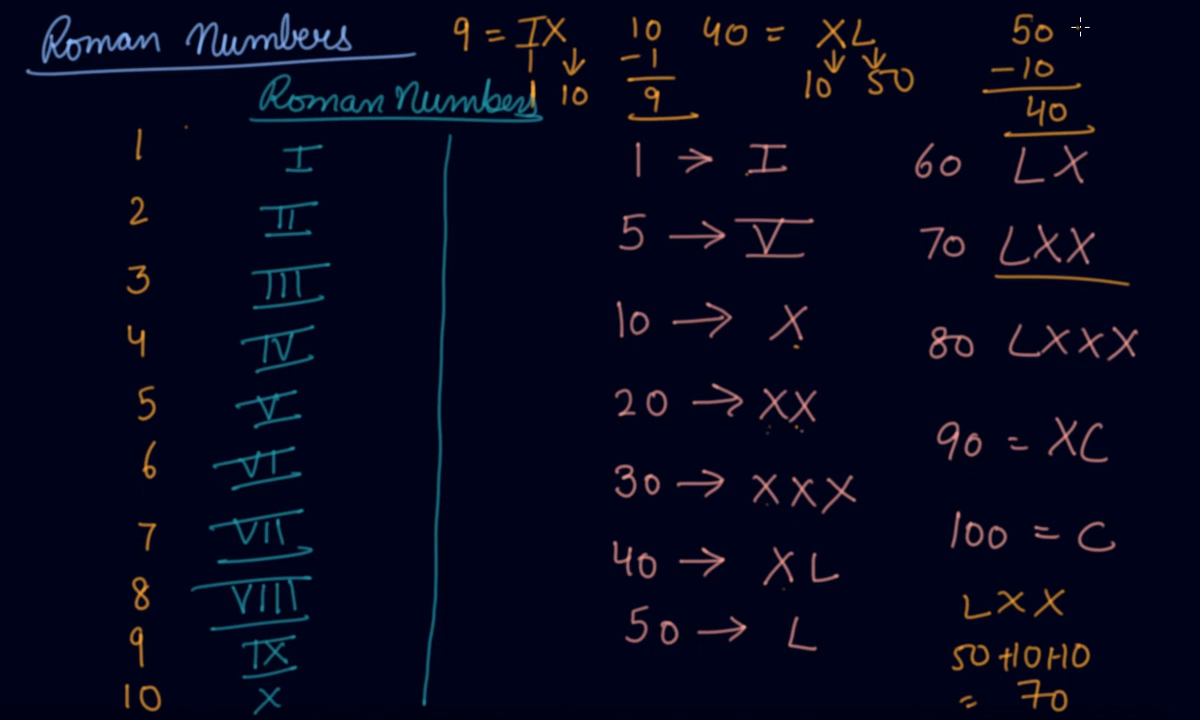 Roman Numbers
9 = IX
1 10
10
-1
9
40 = XL
10 50
50
-10
40
Roman Numbers
1 I
2 II
3 III
4 IV
5 V
6 VI
7 VII
8 VIII
9 IX
10 X
1 → I
5 → V
10 → X
20 → XX
30 → XXX
40 → XL
50 → L
60 LX
70 LXX
80 LXXX
90 = XC
100 = C
LXX
50+10+10
= 70